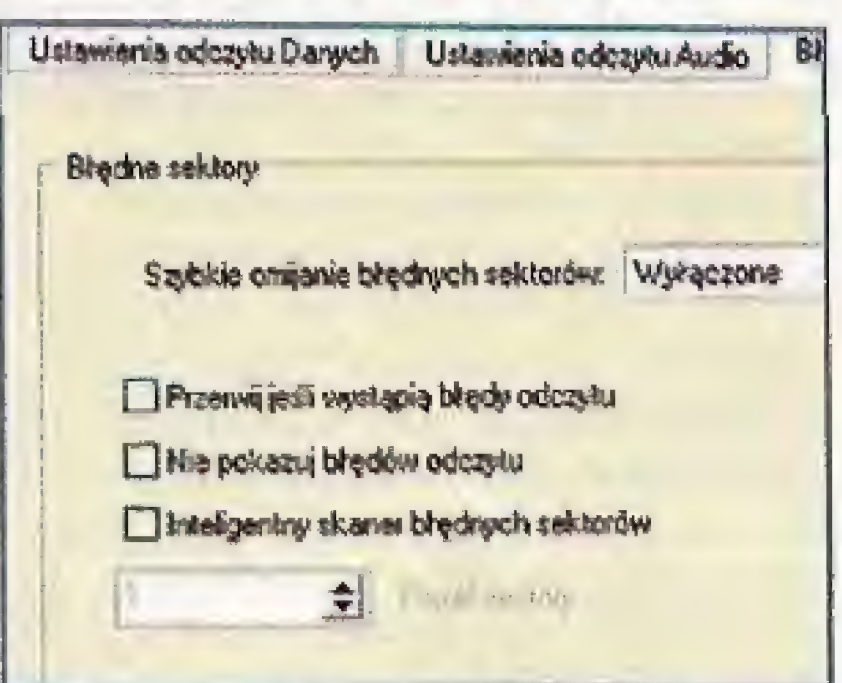 Ustawienia odczytu Danych Ustawienia odczytu Audio Bł
Błędne sektory
Szybkie omijanie błędnych sektorów: Wyłączone
Przerwij jeśli wystąpią błędy odczytu
Nie pokazuj błędów odczytu
Inteligentny skaner błędnych sektorów